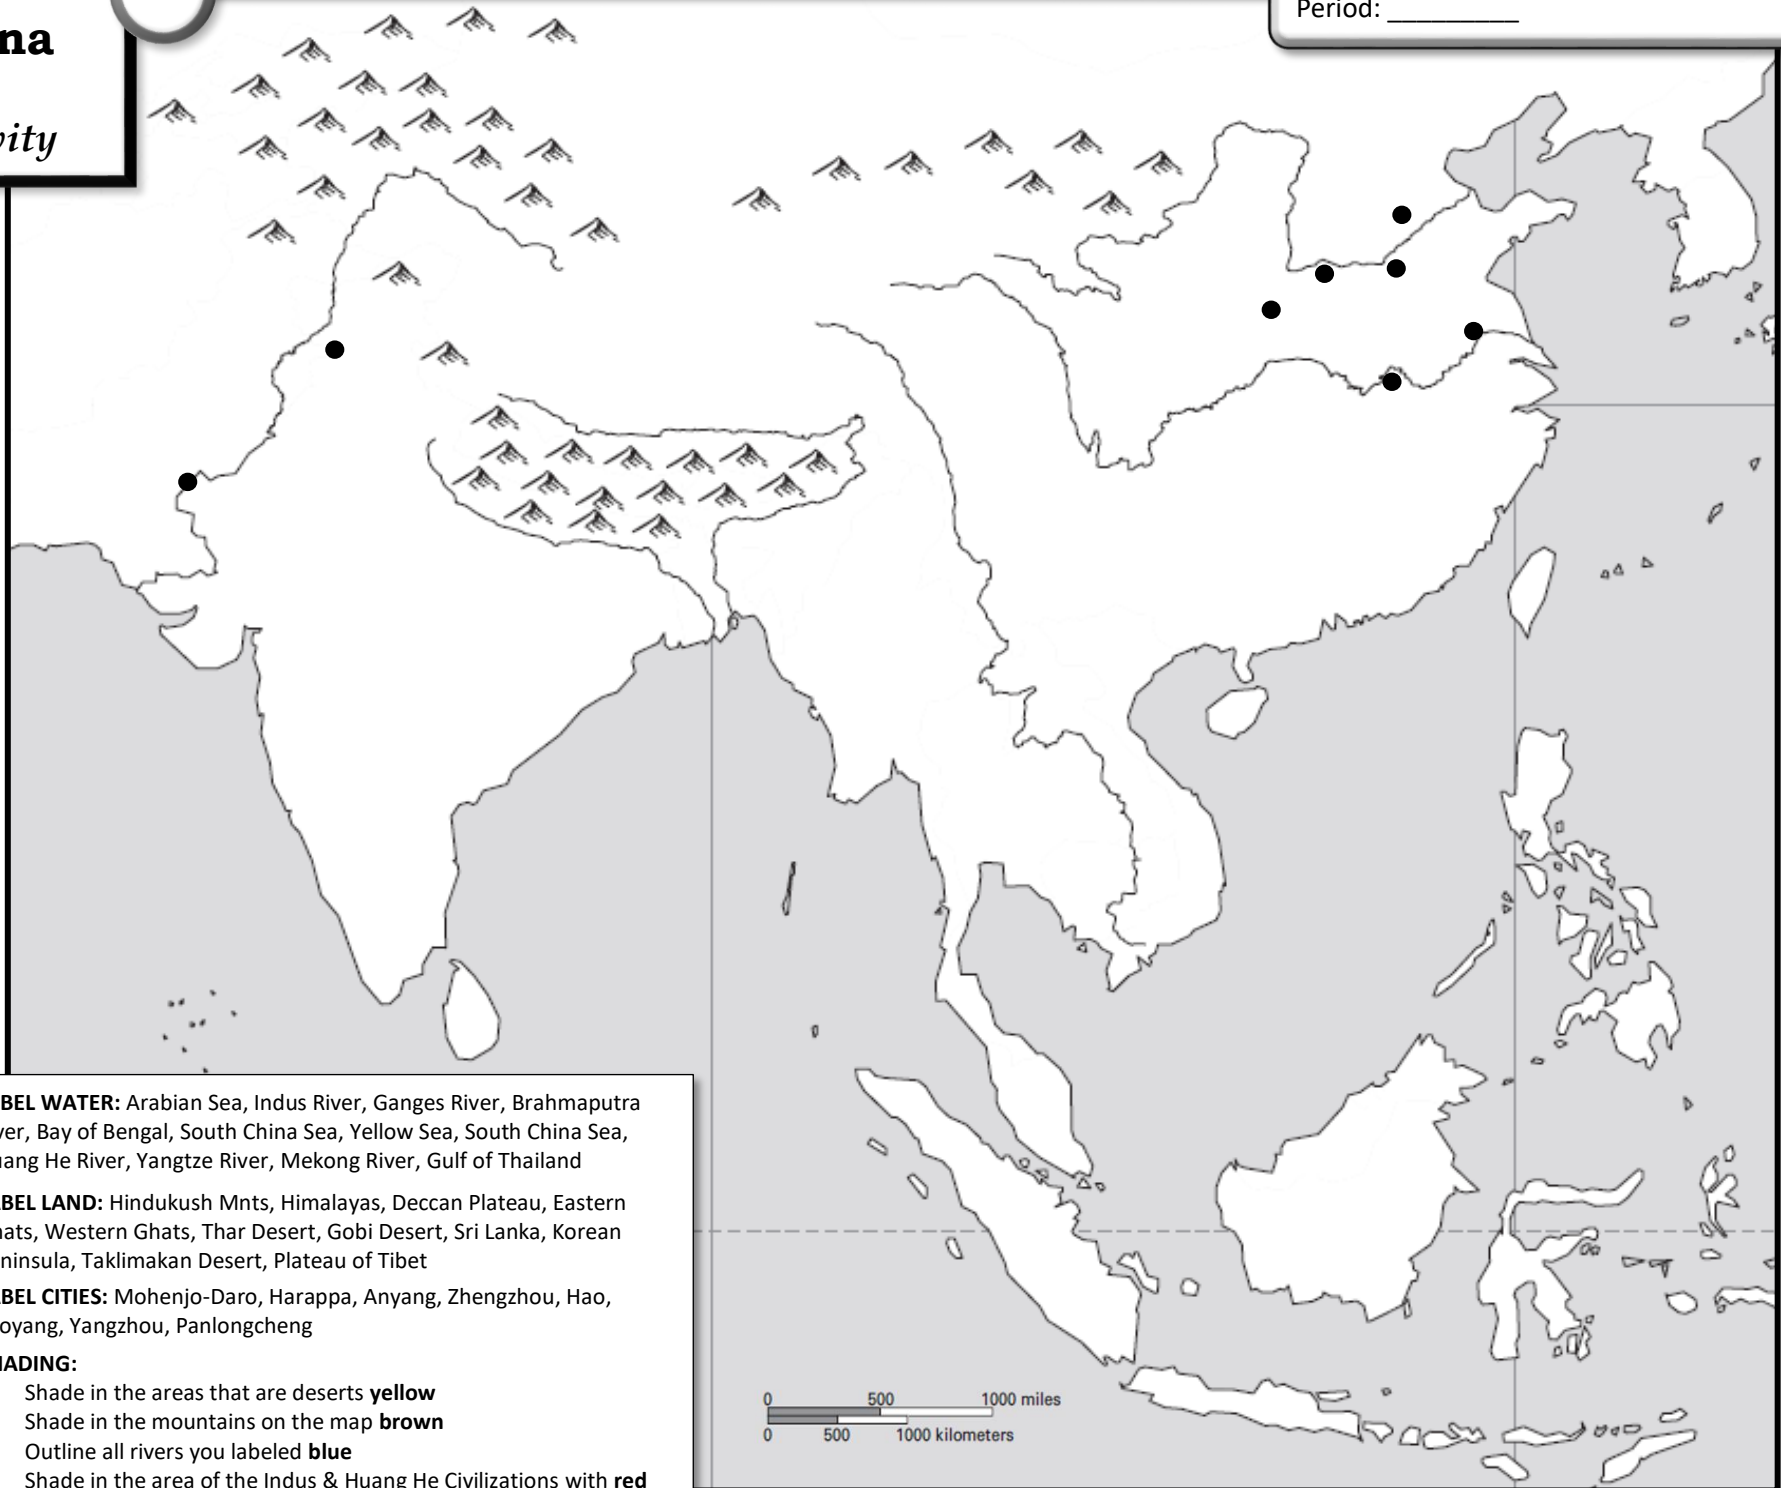 na
vity
Period: _________
BEL WATER: Arabian Sea, Indus River, Ganges River, Brahmaputra
ver, Bay of Bengal, South China Sea, Yellow Sea, South China Sea,
ang He River, Yangtze River, Mekong River, Gulf of Thailand
BEL LAND: Hindukush Mnts, Himalayas, Deccan Plateau, Eastern
hats, Western Ghats, Thar Desert, Gobi Desert, Sri Lanka, Korean
ninsula, Taklimakan Desert, Plateau of Tibet
BEL CITIES: Mohenjo-Daro, Harappa, Anyang, Zhengzhou, Hao,
oyang, Yangzhou, Panlongcheng
HADING:
Shade in the areas that are deserts yellow
Shade in the mountains on the map brown
Outline all rivers you labeled blue
Shade in the area of the Indus & Huang He Civilizations with red
0 500 1000 miles
0 500 1000 kilometers